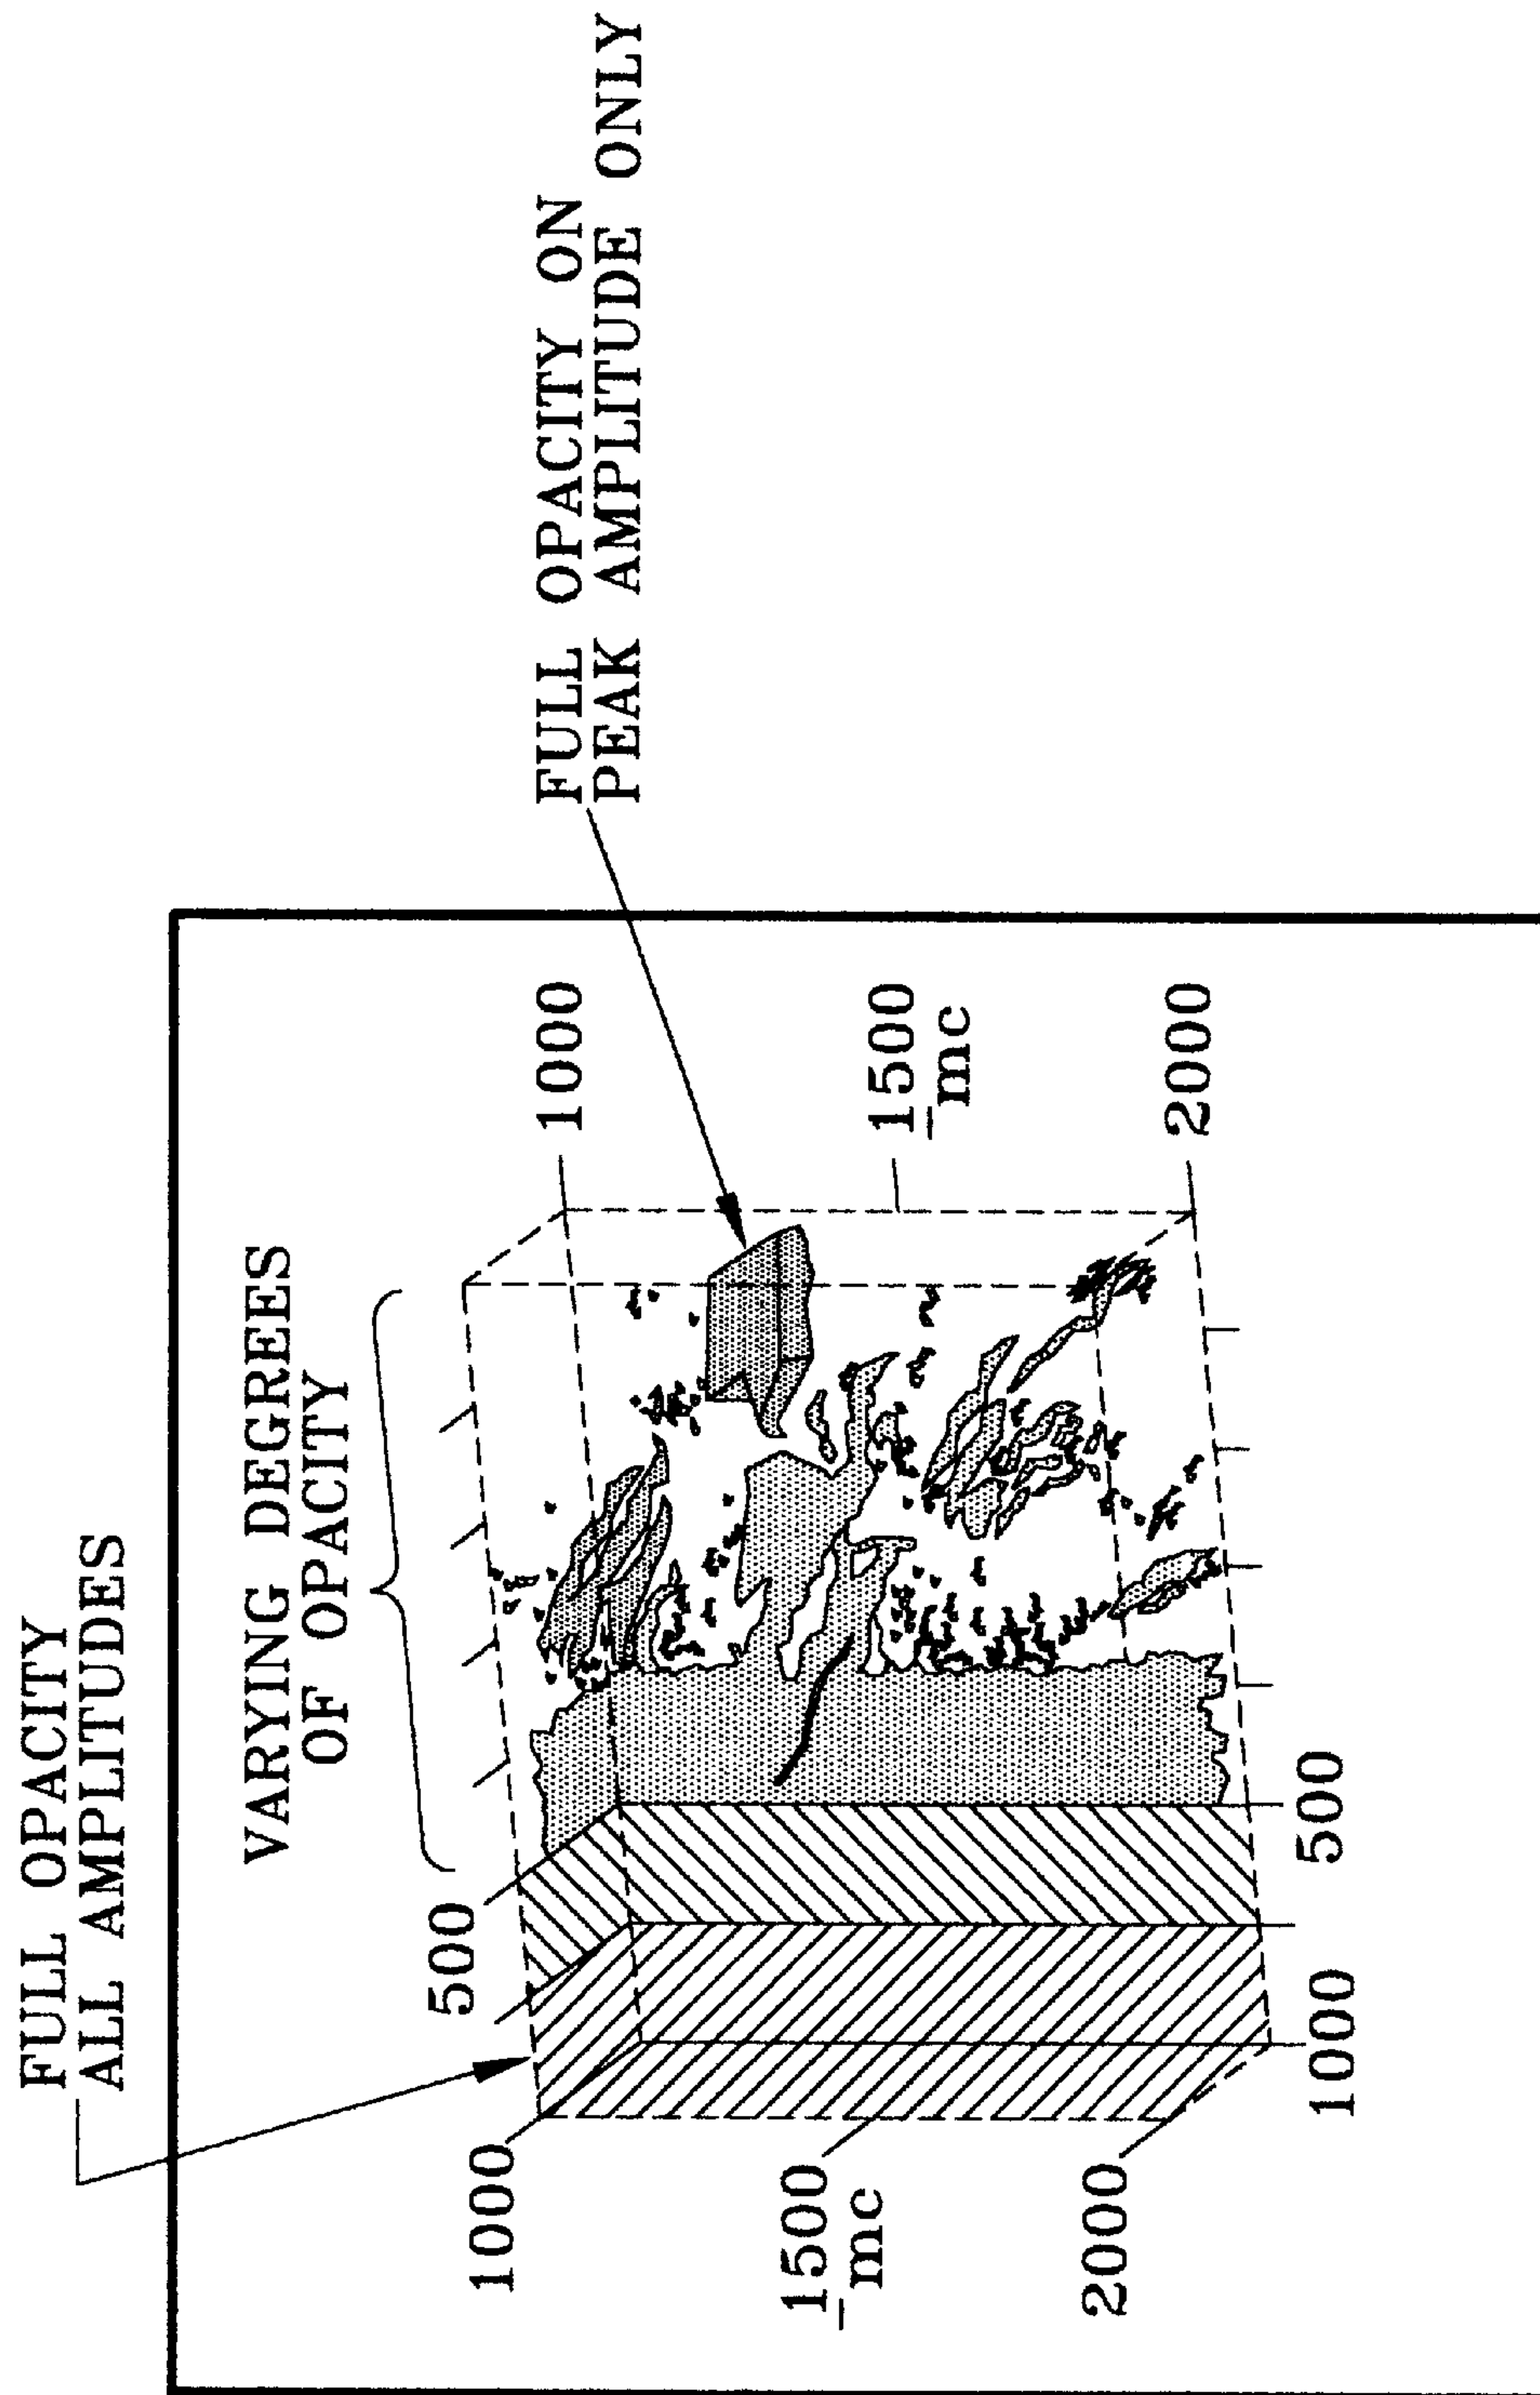 FULL OPACITY
ALL AMPLITUDES
VARYING DEGREES
OF OPACITY
FULL OPACITY ON
PEAK AMPLITUDE ONLY
500
1000
1000
1500
mc
1500
mc
2000
2000
500
1000